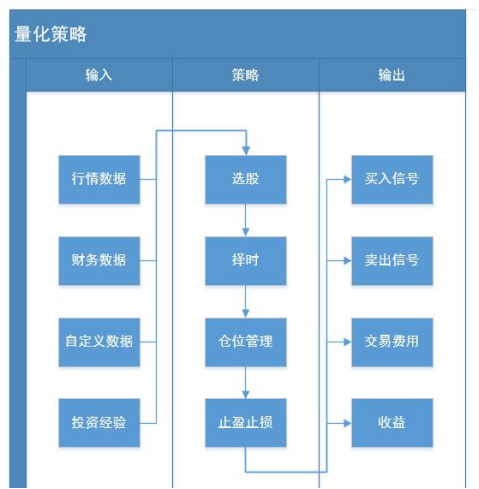 量化策略
输入
策略
输出
行情数据
选股
买入信号
财务数据
择时
卖出信号
自定义数据
仓位管理
交易费用
投资经验
止盈止损
收益